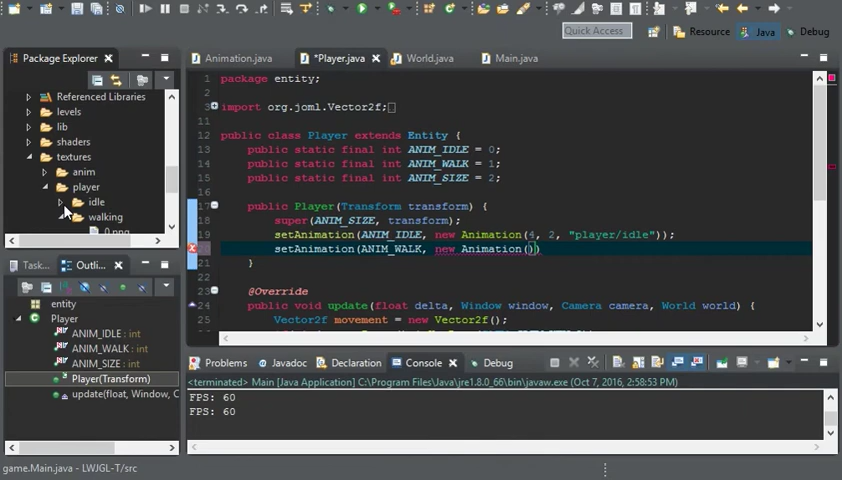 Quick Access
Resource
Java
Debug
Package Explorer
Animation.java
*Player.java
World.java
Main.java
Referenced Libraries
levels
lib
shaders
textures
anim
player
idle
walking
0.png
1 package entity;
2
3 import org.joml.Vector2f;
11
12 public class Player extends Entity {
13 public static final int ANIM_IDLE = 0;
14 public static final int ANIM_WALK = 1;
15 public static final int ANIM_SIZE = 2;
16
17 public Player(Transform transform) {
18 super(ANIM_SIZE, transform);
19 setAnimation(ANIM_IDLE, new Animation(4, 2, "player/idle"));
setAnimation(ANIM_WALK, new Animation())
21 }
22
23 @Override
24 public void update(float delta, Window window, Camera camera, World world) {
25 Vector2f movement = new Vector2f();
Task...
Outli...
entity
Player
ANIM_IDLE : int
ANIM_WALK : int
ANIM_SIZE : int
Player(Transform)
update(float, Window, C
Problems
Javadoc
Declaration
Console
Debug
<terminated> Main [Java Application] C:\Program Files\Java\jre1.8.0_66\bin\javaw.exe (Oct 7, 2016, 2:58:53 PM)
FPS: 60
FPS: 60
game.Main.java - LWJGL-T/src